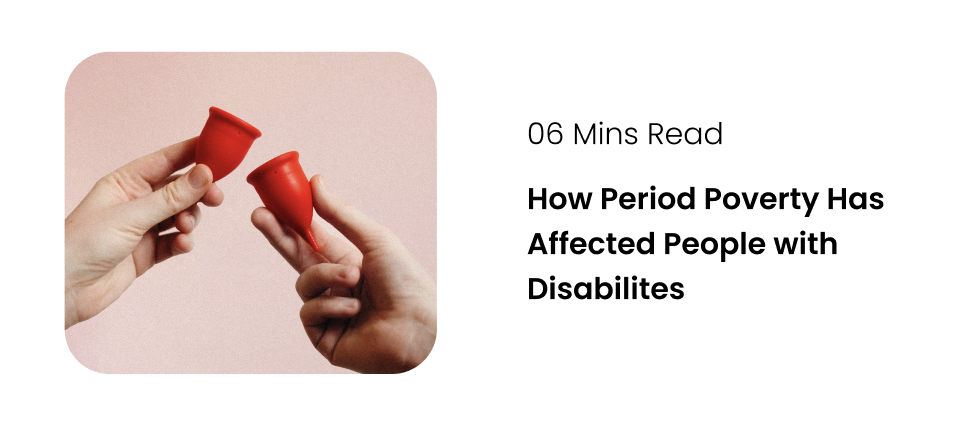 06 Mins Read
How Period Poverty Has
Affected People with
Disabilites